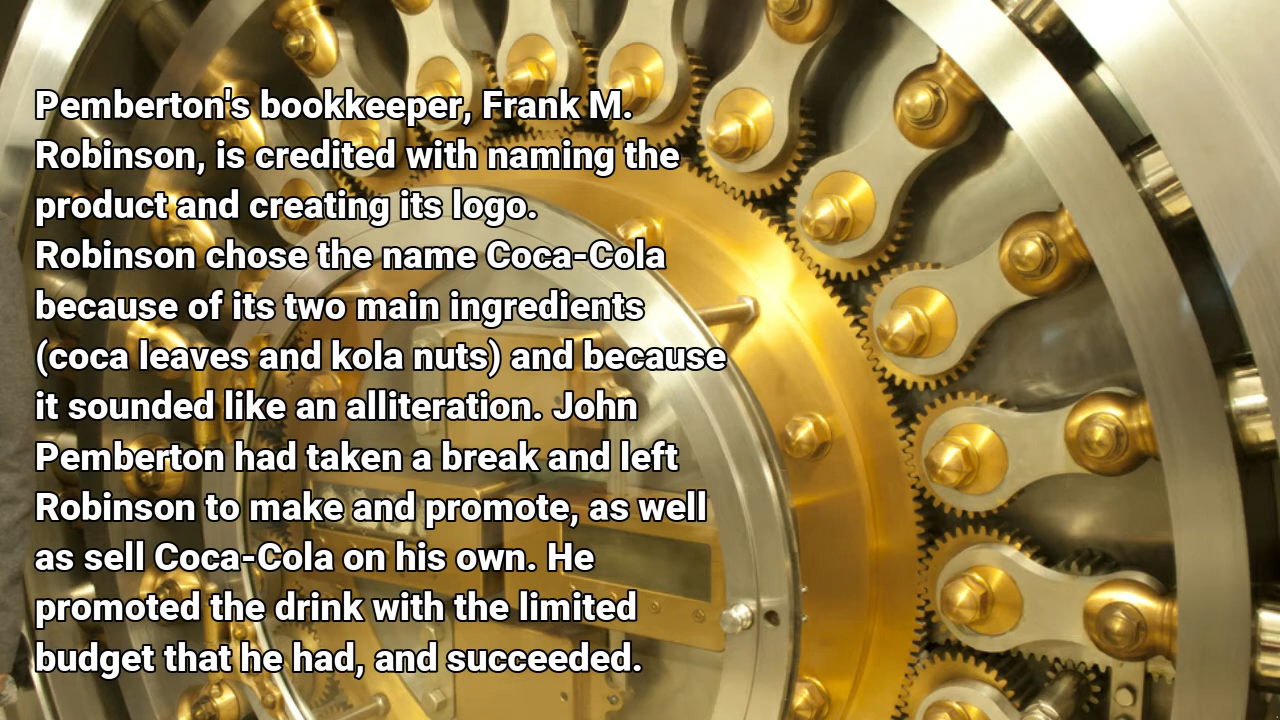 Pemberton's bookkeeper, Frank M.
Robinson, is credited with naming the
product and creating its logo.
Robinson chose the name Coca-Cola
because of its two main ingredients
(coca leaves and kola nuts) and because
it sounded like an alliteration. John
Pemberton had taken a break and left
Robinson to make and promote, as well
as sell Coca-Cola on his own. He
promoted the drink with the limited
budget that he had, and succeeded.